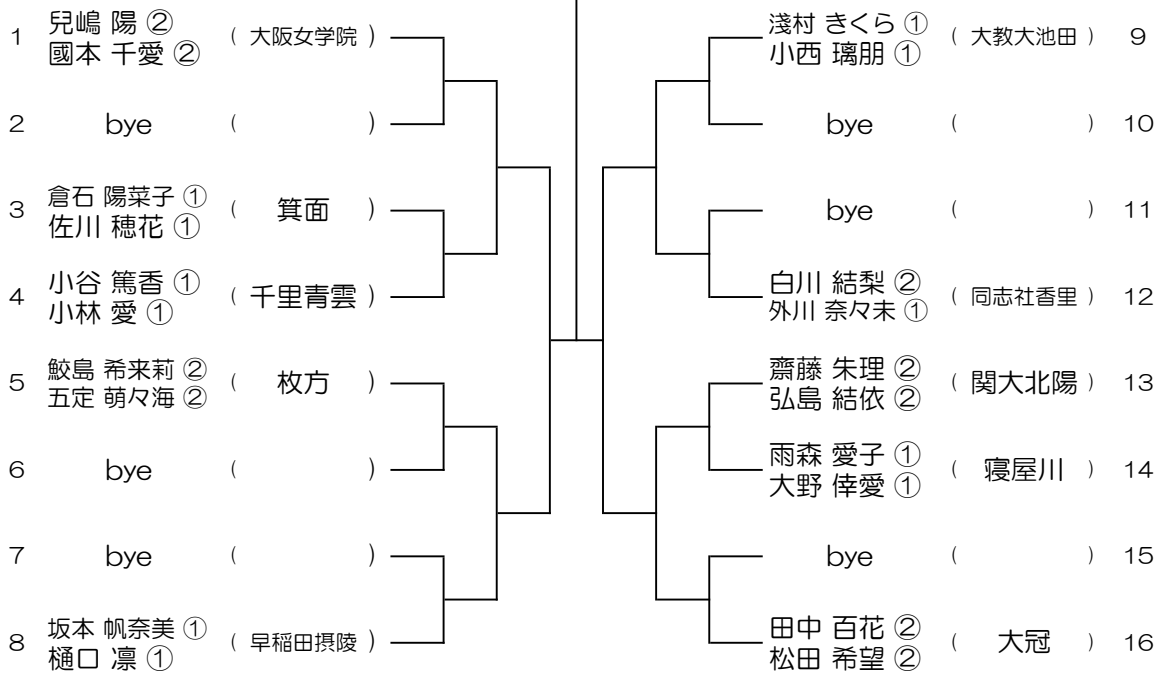 1 兒嶋 陽 ② ( 大阪女学院 )
國本 千愛 ②
2 bye ( )
3 倉石 陽菜子 ① ( 箕面 )
佐川 穂花 ①
4 小谷 篤香 ① ( 千里青雲 )
小林 愛 ①
5 鮫島 希来莉 ② ( 枚方 )
五定 萌々海 ②
6 bye ( )
7 bye ( )
8 坂本 帆奈美 ① ( 早稲田摂陵 )
樋口 凛 ①
淺村 きくら ① ( 大教大池田 ) 9
小西 璃朋 ①
bye ( ) 10
bye ( ) 11
白川 結梨 ② ( 同志社香里 ) 12
外川 奈々未 ①
齋藤 朱理 ② ( 関大北陽 ) 13
弘島 結依 ②
雨森 愛子 ① ( 寝屋川 ) 14
大野 倖愛 ①
bye ( ) 15
田中 百花 ② ( 大冠 ) 16
松田 希望 ②